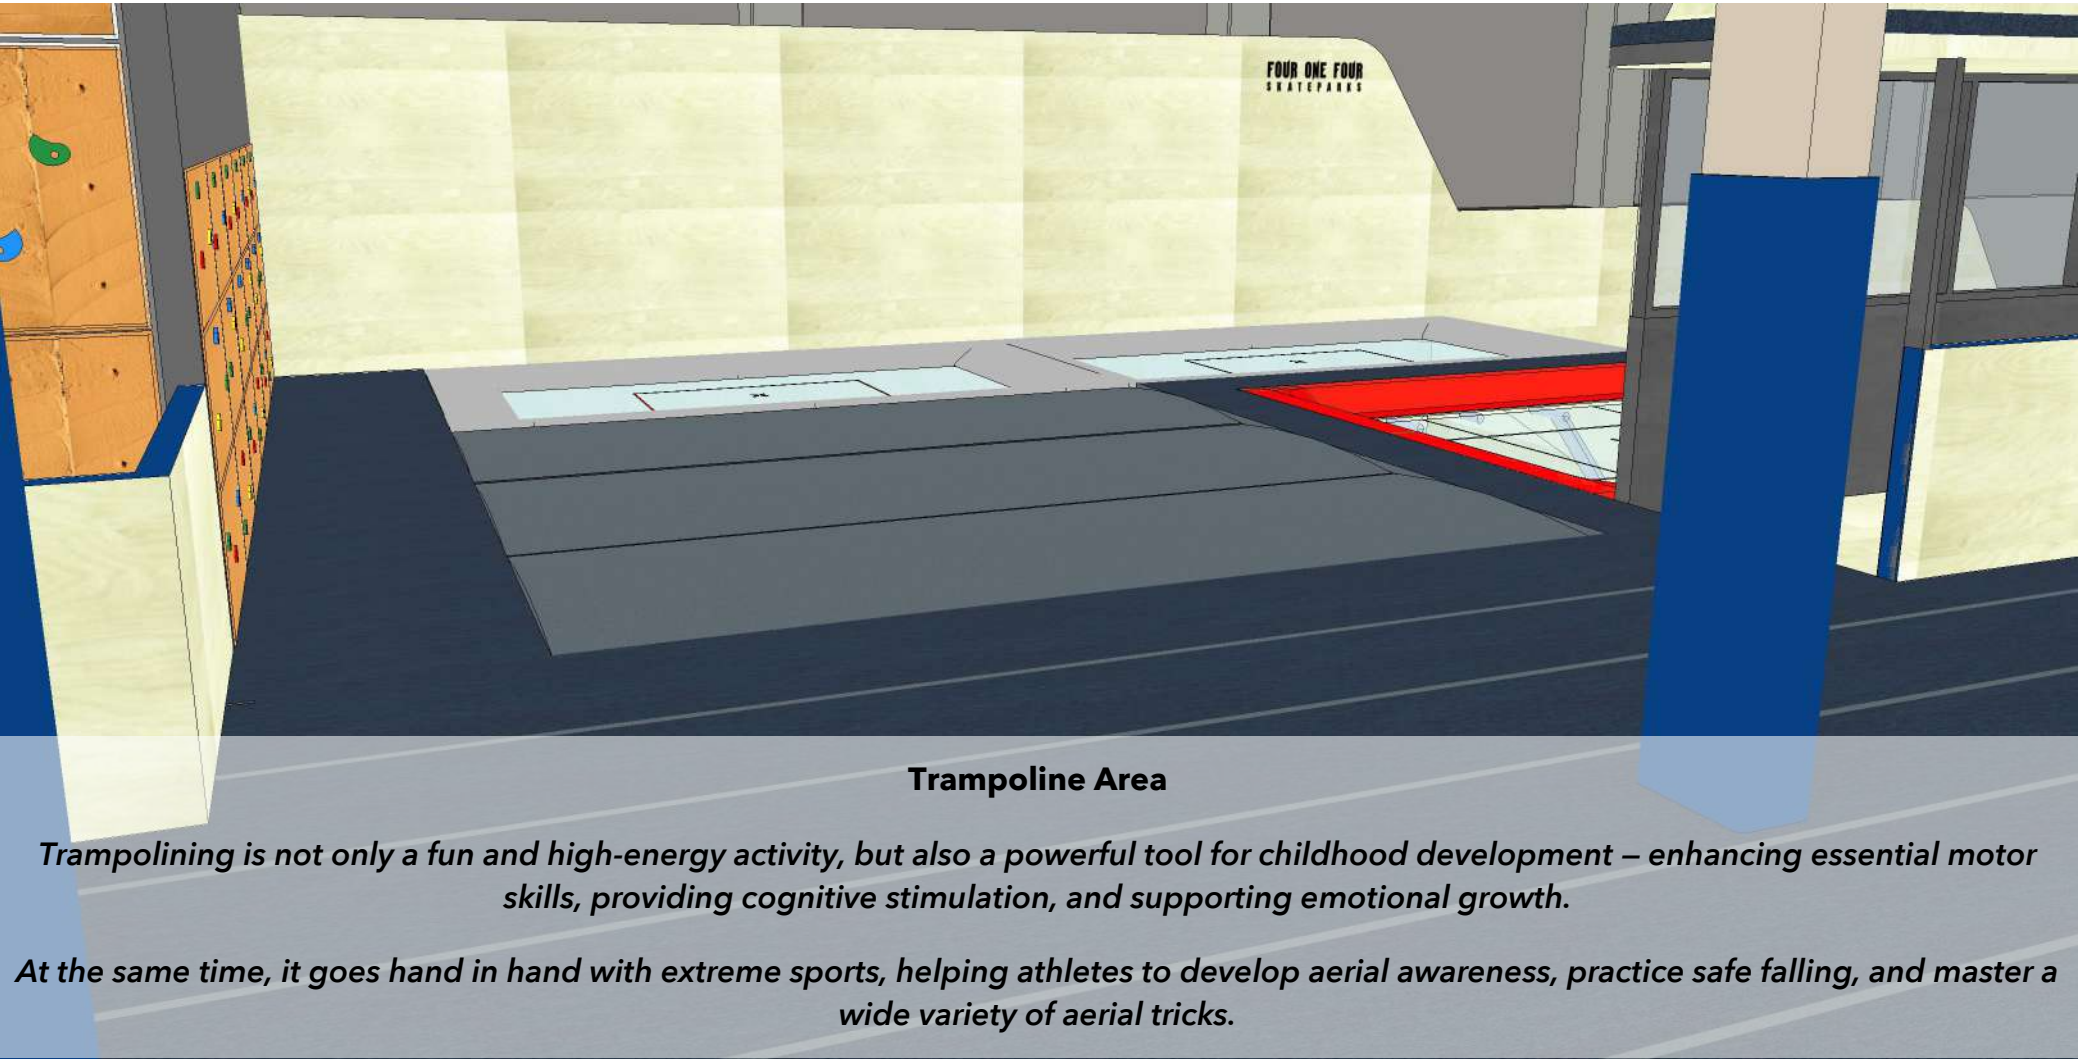 FOUR ONE FOUR
SKATEPARKS
Trampoline Area
Trampolining is not only a fun and high-energy activity, but also a powerful tool for childhood development – enhancing essential motor
skills, providing cognitive stimulation, and supporting emotional growth.
At the same time, it goes hand in hand with extreme sports, helping athletes to develop aerial awareness, practice safe falling, and master a
wide variety of aerial tricks.